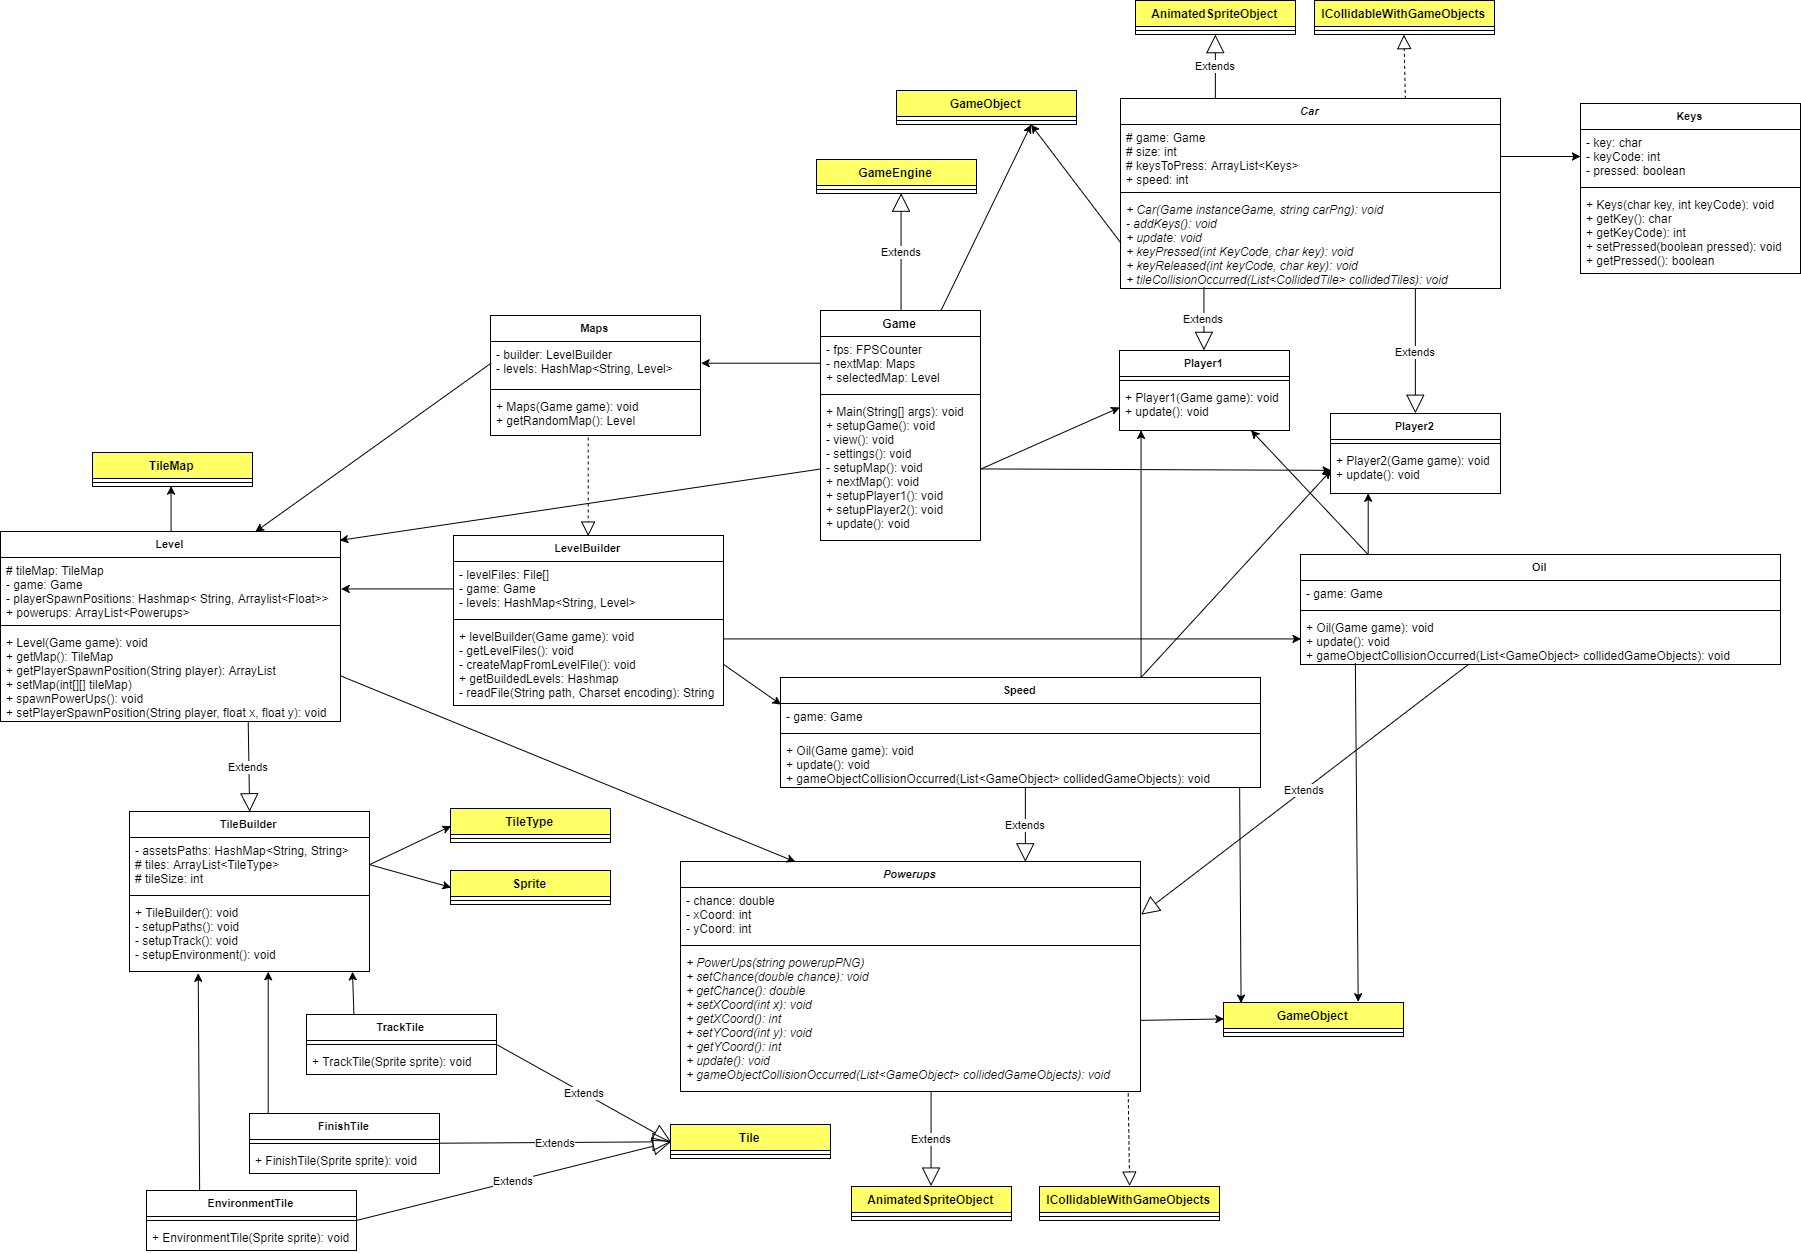 AnimatedSpriteObject
ICollidableWithGameObjects
Extends
GameObject
Car
# game: Game
# size: int
# keysToPress: ArrayList<Keys>
+ speed: int
+ Car(Game instanceGame, string carPng): void
- addKeys(): void
+ update: void
+ keyPressed(int KeyCode, char key): void
+ keyReleased(int keyCode, char key): void
+ tileCollisionOccurred(List<CollidedTile> collidedTiles): void
Keys
- key: char
- keyCode: int
- pressed: boolean
+ Keys(char key, int keyCode): void
+ getKey(): char
+ getKeyCode): int
+ setPressed(boolean pressed): void
+ getPressed(): boolean
GameEngine
Extends
Extends
Extends
Maps
- builder: LevelBuilder
- levels: HashMap<String, Level>
+ Maps(Game game): void
+ getRandomMap(): Level
Game
- fps: FPSCounter
- nextMap: Maps
+ selectedMap: Level
+ Main(String[] args): void
+ setupGame(): void
- view(): void
- settings(): void
- setupMap(): void
+ nextMap(): void
+ setupPlayer1(): void
+ setupPlayer2(): void
+ update(): void
Player1
+ Player1(Game game): void
+ update(): void
Player2
+ Player2(Game game): void
+ update(): void
TileMap
Level
# tileMap: TileMap
- game: Game
- playerSpawnPositions: Hashmap< String, Arraylist<Float>>
+ powerups: ArrayList<Powerups>
+ Level(Game game): void
+ getMap(): TileMap
+ getPlayerSpawnPosition(String player): ArrayList
+ setMap(int[][] tileMap)
+ spawnPowerUps(): void
+ setPlayerSpawnPosition(String player, float x, float y): void
LevelBuilder
- levelFiles: File[]
- game: Game
- levels: HashMap<String, Level>
+ levelBuilder(Game game): void
- getLevelFiles(): void
- createMapFromLevelFile(): void
+ getBuildedLevels: Hashmap
- readFile(String path, Charset encoding): String
Oil
- game: Game
+ Oil(Game game): void
+ update(): void
+ gameObjectCollisionOccurred(List<GameObject> collidedGameObjects): void
Speed
- game: Game
+ Oil(Game game): void
+ update(): void
+ gameObjectCollisionOccurred(List<GameObject> collidedGameObjects): void
Extends
Extends
Extends
TileBuilder
- assetsPaths: HashMap<String, String>
# tiles: ArrayList<TileType>
# tileSize: int
+ TileBuilder(): void
- setupPaths(): void
- setupTrack(): void
- setupEnvironment(): void
TileType
Sprite
Powerups
- chance: double
- xCoord: int
- yCoord: int
+ PowerUps(string powerupPNG)
+ setChance(double chance): void
+ getChance(): double
+ setXCoord(int x): void
+ getXCoord(): int
+ setYCoord(int y): void
+ getYCoord(): int
+ update(): void
+ gameObjectCollisionOccurred(List<GameObject> collidedGameObjects): void
GameObject
TrackTile
+ TrackTile(Sprite sprite): void
Extends
FinishTile
+ FinishTile(Sprite sprite): void
Extends
Tile
Extends
EnvironmentTile
+ EnvironmentTile(Sprite sprite): void
Extends
AnimatedSpriteObject
ICollidableWithGameObjects